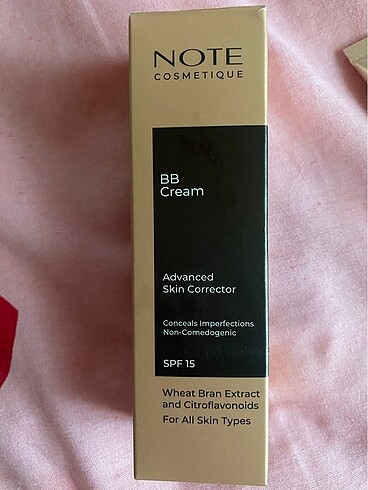 NOTE
COSMETIQUE
BB
Cream
Advanced
Skin Corrector
Conceals Imperfections
Non-Comedogenic
SPF 15
Wheat Bran Extract
and Citroflavonoids
For All Skin Types